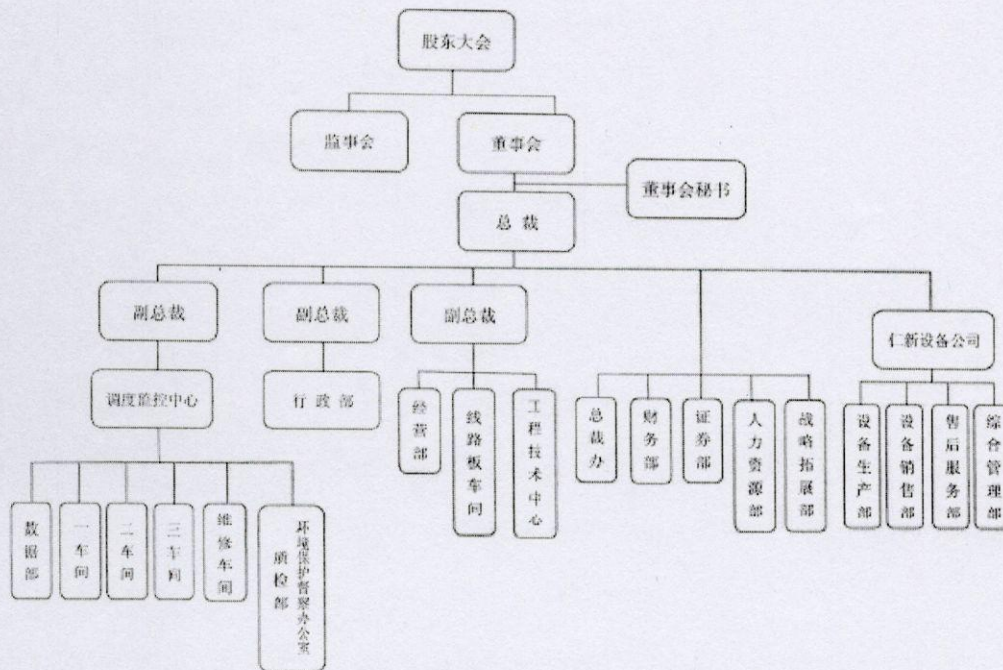 股东大会
监事会
董事会
董事会秘书
总裁
副总裁
副总裁
副总裁
仁新设备公司
调度监控中心
行政部
经营部
线路板车间
工程技术中心
总裁办
财务部
证券部
人力资源部
战略拓展部
设备生产部
设备销售部
售后服务部
综合管理部
数据部
一车间
二车间
三车间
维修车间
质检部
环境保护督察办公室